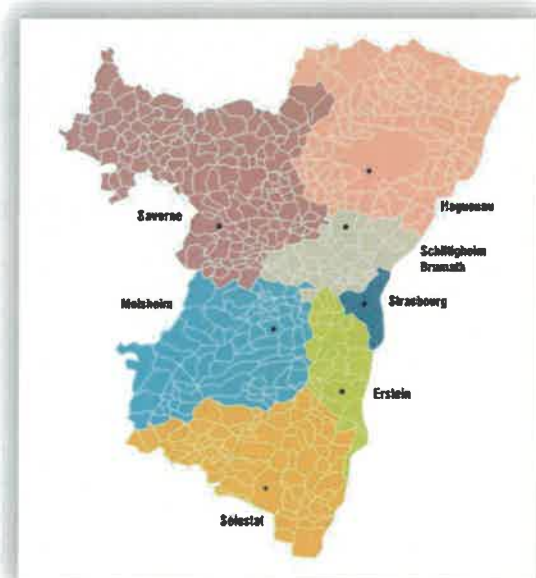 Haguenau
Saverne
Schiltigheim
Brumath
Molsheim
Strasbourg
Erstein
Sélestat